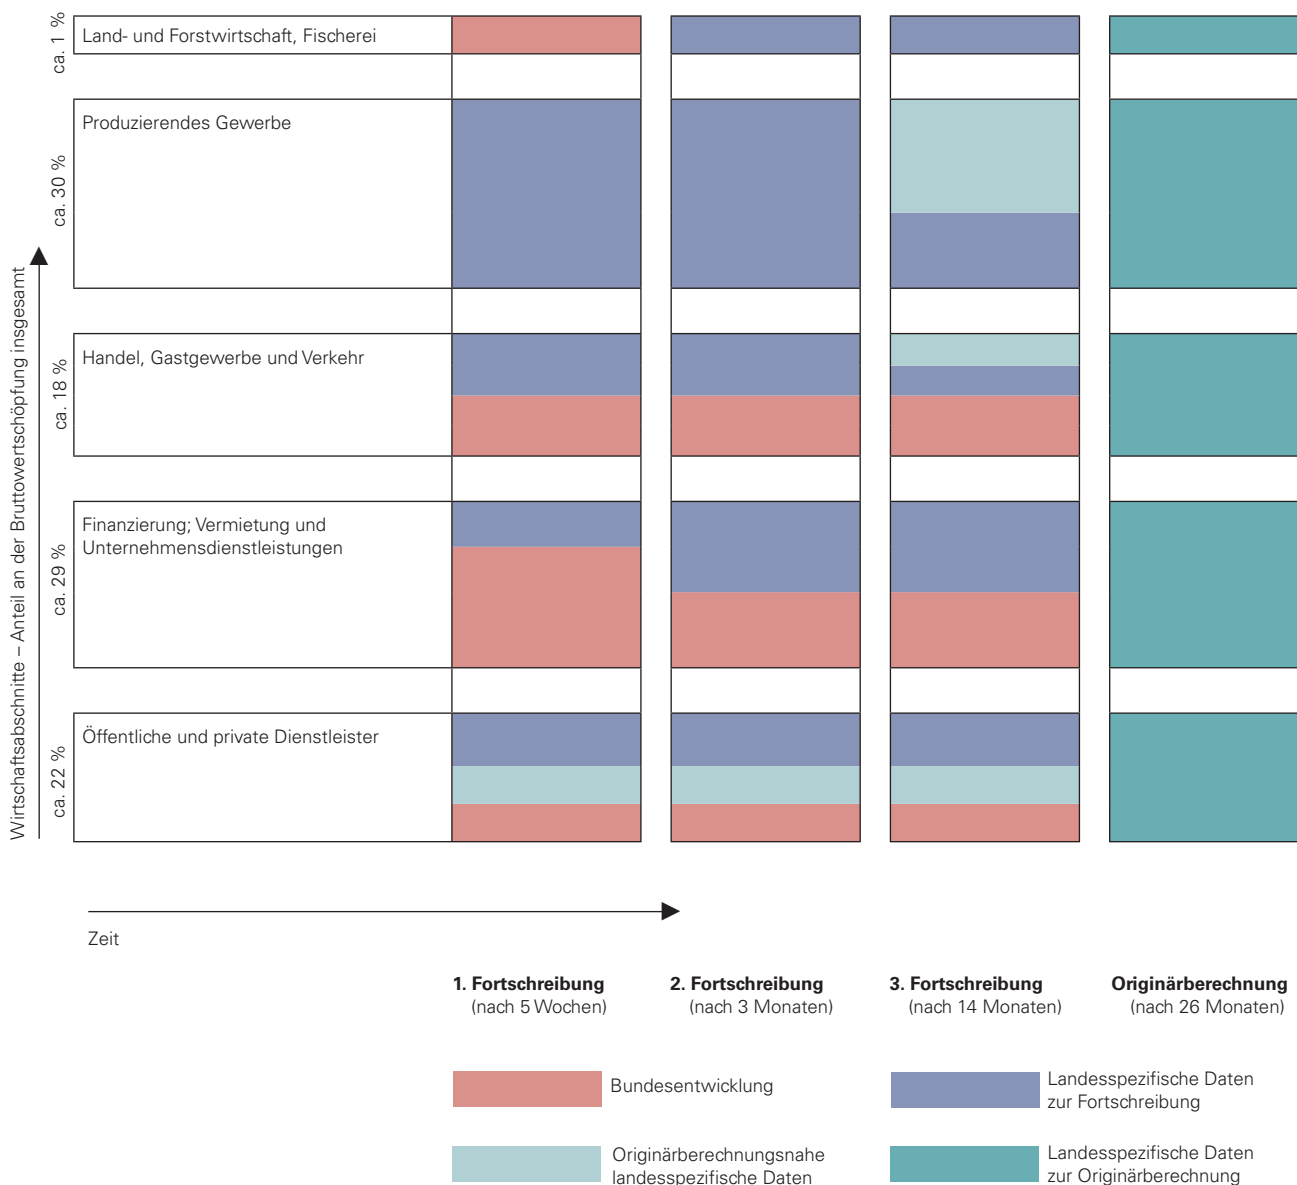 ca. 1 %
Land- und Forstwirtschaft, Fischerei
ca. 30 %
Produzierendes Gewerbe
ca. 18 %
Handel, Gastgewerbe und Verkehr
ca. 29 %
Finanzierung; Vermietung und
Unternehmensdienstleistungen
ca. 22 %
Öffentliche und private Dienstleister
Wirtschaftsabschnitte – Anteil an der Bruttowertschöpfung insgesamt
Zeit
1. Fortschreibung
(nach 5 Wochen)
2. Fortschreibung
(nach 3 Monaten)
3. Fortschreibung
(nach 14 Monaten)
Originärberechnung
(nach 26 Monaten)
Bundesentwicklung
Landesspezifische Daten
zur Fortschreibung
Originärberechnungsnahe
landesspezifische Daten
Landesspezifische Daten
zur Originärberechnung